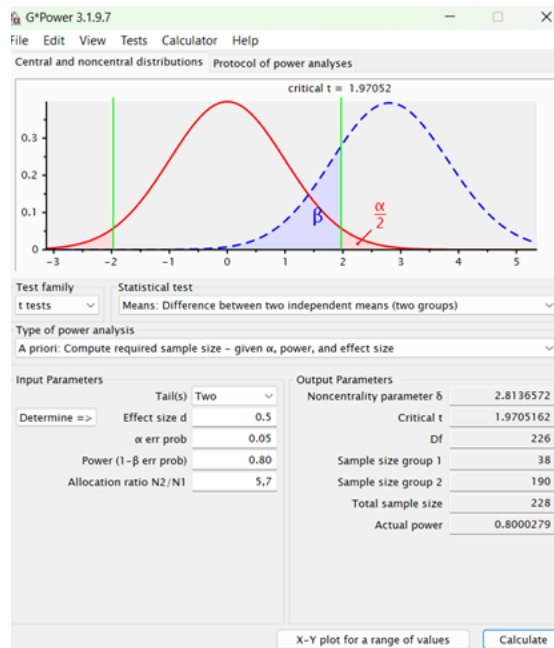 G*Power 3.1.9.7
File Edit View Tests Calculator Help
Central and noncentral distributions Protocol of power analyses
critical t = 1.97052
0.3
0.2
0.1
0
β
α
2
-3 -2 -1 0 1 2 3 4 5
Test family Statistical test
t tests Means: Difference between two independent means (two groups)
Type of power analysis
A priori: Compute required sample size – given α, power, and effect size
Input Parameters Output Parameters
Tail(s) Two Noncentrality parameter δ 2.8136572
Determine => Effect size d 0.5 Critical t 1.9705162
α err prob 0.05 Df 226
Power (1-β err prob) 0.80 Sample size group 1 38
Allocation ratio N2/N1 5,7 Sample size group 2 190
Total sample size 228
Actual power 0.8000279
X-Y plot for a range of values Calculate